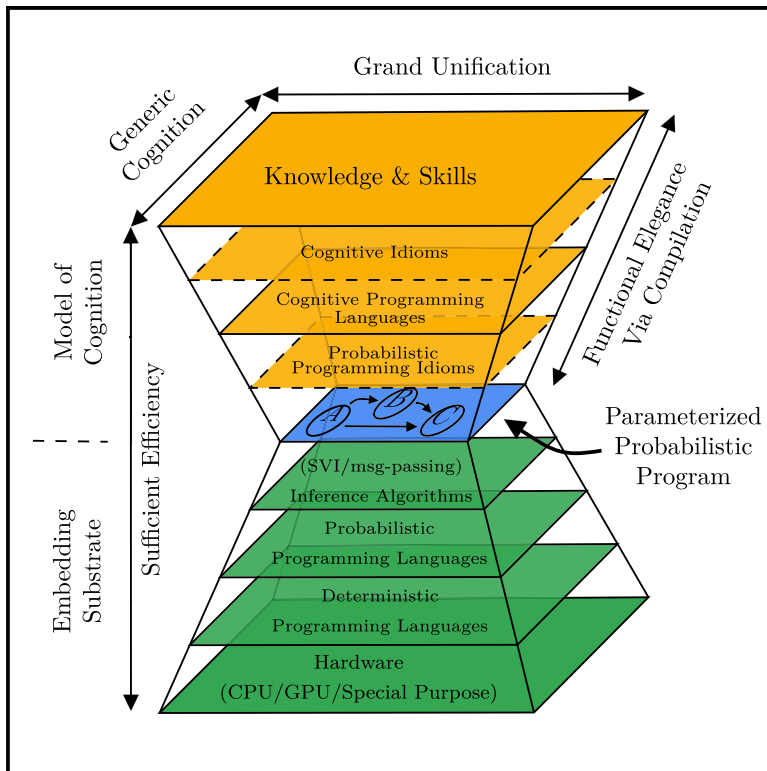 Grand Unification
Generic
Cognition
Knowledge & Skills
Cognitive Idioms
Cognitive Programming
Languages
Probabilistic
Programming Idioms
Functional Elegance
Via Compilation
Model of
Cognition
A
B
C
Parameterized
Probabilistic
Program
Sufficient Efficiency
(SVI/msg-passing)
Inference Algorithms
Probabilistic
Programming Languages
Embedding
Substrate
Deterministic
Programming Languages
Hardware
(CPU/GPU/Special Purpose)